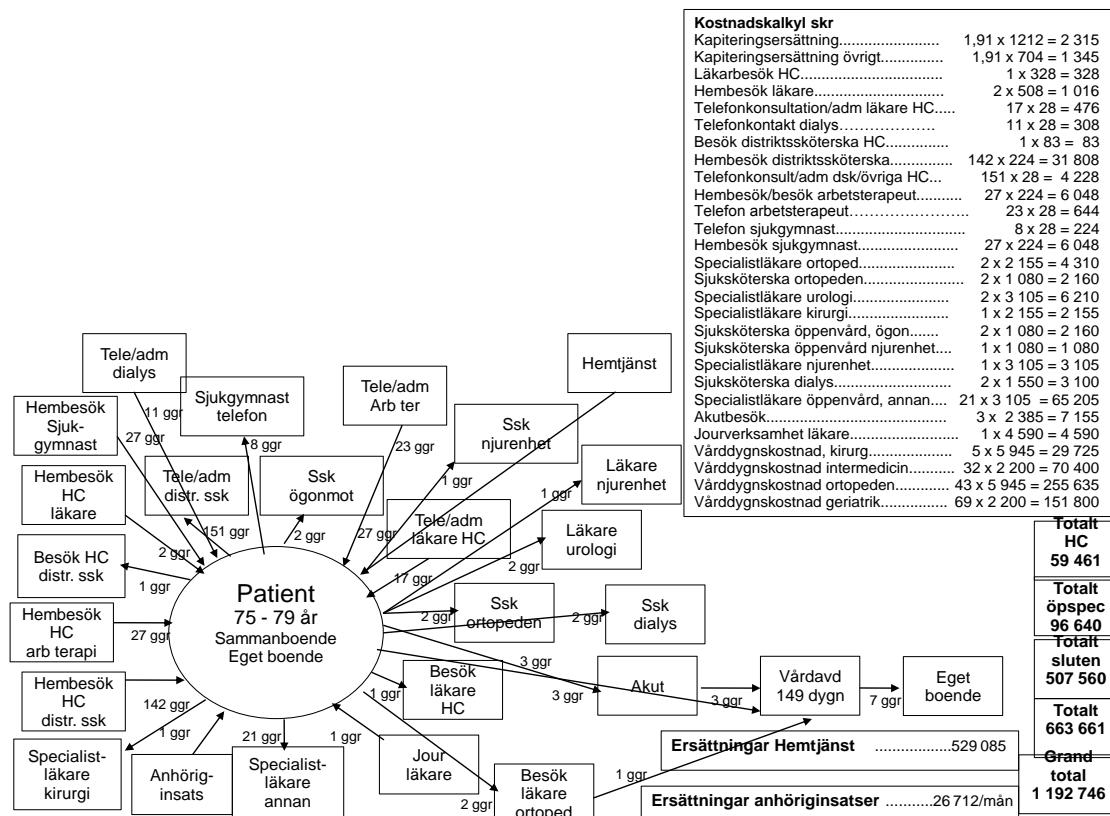 Kostnadskalkyl skr
Kapiteringsersättning........................ 1,91 x 1212 = 2 315
Kapiteringsersättning övrigt............... 1,91 x 704 = 1 345
Läkarbesök HC.................................. 1 x 328 = 328
Hembesök läkare............................... 2 x 508 = 1 016
Telefonkonsultation/adm läkare HC..... 17 x 28 = 476
Telefonkontakt dialys……………….. 11 x 28 = 308
Besök distriktssköterska HC............... 1 x 83 = 83
Hembesök distriktssköterska............... 142 x 224 = 31 808
Telefonkonsult/adm dsk/övriga HC... 151 x 28 = 4 228
Hembesök/besök arbetsterapeut........... 27 x 224 = 6 048
Telefon arbetsterapeut………………….. 23 x 28 = 644
Telefon sjukgymnast............................... 8 x 28 = 224
Hembesök sjukgymnast......................... 27 x 224 = 6 048
Specialistläkare ortoped....................... 2 x 2 155 = 4 310
Sjuksköterska ortopeden........................ 2 x 1 080 = 2 160
Specialistläkare urologi....................... 2 x 3 105 = 6 210
Specialistläkare kirurgi........................ 1 x 2 155 = 2 155
Sjuksköterska öppenvård, ögon....... 2 x 1 080 = 2 160
Sjuksköterska öppenvård njurenhet.... 1 x 1 080 = 1 080
Specialistläkare njurenhet.................... 1 x 3 105 = 3 105
Sjuksköterska dialys............................ 2 x 1 550 = 3 100
Specialistläkare öppenvård, annan.... 21 x 3 105 = 65 205
Akutbesök........................................... 3 x 2 385 = 7 155
Jourverksamhet läkare.......................... 1 x 4 590 = 4 590
Vårddygnskostnad, kirurg.................... 5 x 5 945 = 29 725
Vårddygnskostnad intermedicin........... 32 x 2 200 = 70 400
Vårddygnskostnad ortopeden............ 43 x 5 945 = 255 635
Vårddygnskostnad geriatrik............... 69 x 2 200 = 151 800
Tele/adm
dialys
11 ggr
Sjukgymnast
telefon
8 ggr
Tele/adm
Arb ter
23 ggr
Hemtjänst
Hembesök
Sjuk-
gymnast
27 ggr
Ssk
njurenhet
1 ggr
Hembesök
HC
läkare
2 ggr
Tele/adm
distr. ssk
151 ggr
Ssk
ögonmot
2 ggr
27 ggr
Läkare
njurenhet
1 ggr
Tele/adm
läkare HC
17 ggr
Läkare
urologi
2 ggr
Besök HC
distr. ssk
1 ggr
Patient
75 - 79 år
Sammanboende
Eget boende
Ssk
ortopeden
2 ggr
Ssk
dialys
2 ggr
Hembesök
HC
arb terapi
27 ggr
Hembesök
HC
distr. ssk
142 ggr
Besök
läkare
HC
1 ggr
3 ggr
3 ggr
Akut
3 ggr
Vårdavd
149 dygn
7 ggr
Eget
boende
Specialist-
läkare
kirurgi
1 ggr
Anhörig-
insats
21 ggr
Specialist-
läkare
annan
1 ggr
Jour
läkare
2 ggr
Besök
läkare
ortoped
1 ggr
Totalt
HC
59 461
Totalt
öpspec
96 640
Totalt
sluten
507 560
Totalt
663 661
Grand
total
1 192 746
Ersättningar Hemtjänst ..............529 085
Ersättningar anhöriginsatser ...........26 712/mån